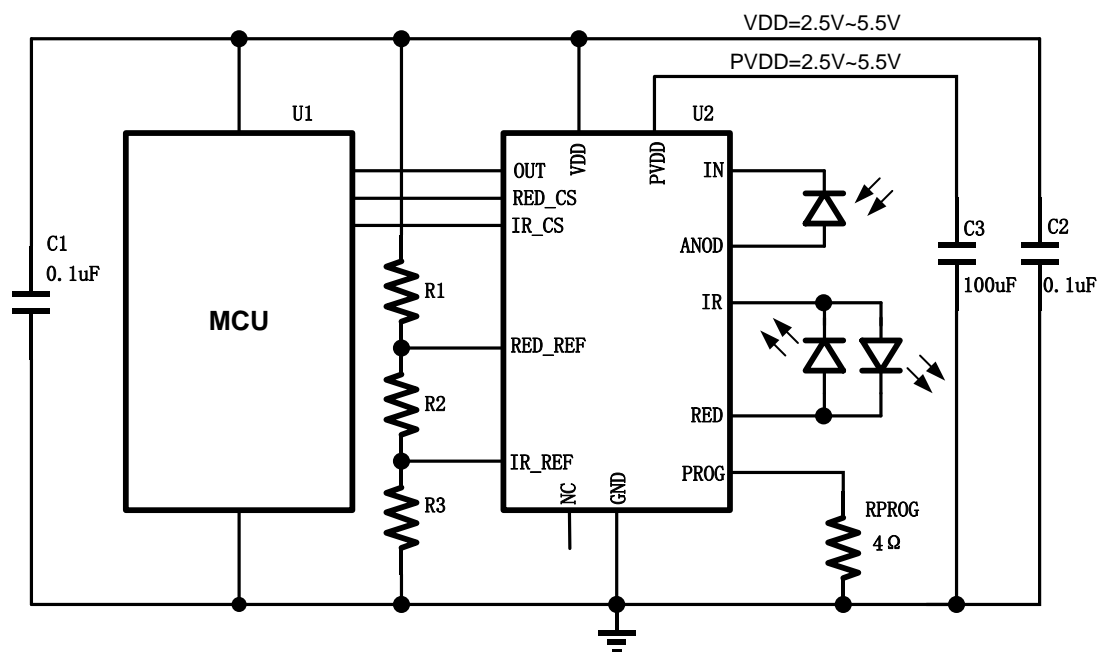 VDD=2.5V~5.5V
PVDD=2.5V~5.5V
U1
U2
OUT
RED_CS
IR_CS
VDD
PVDD
IN
ANOD
C1
0.1uF
C3
100uF
C2
0.1uF
MCU
R1
RED_REF
IR
R2
RED
IR_REF
PROG
R3
NC
GND
RPROG
4Ω